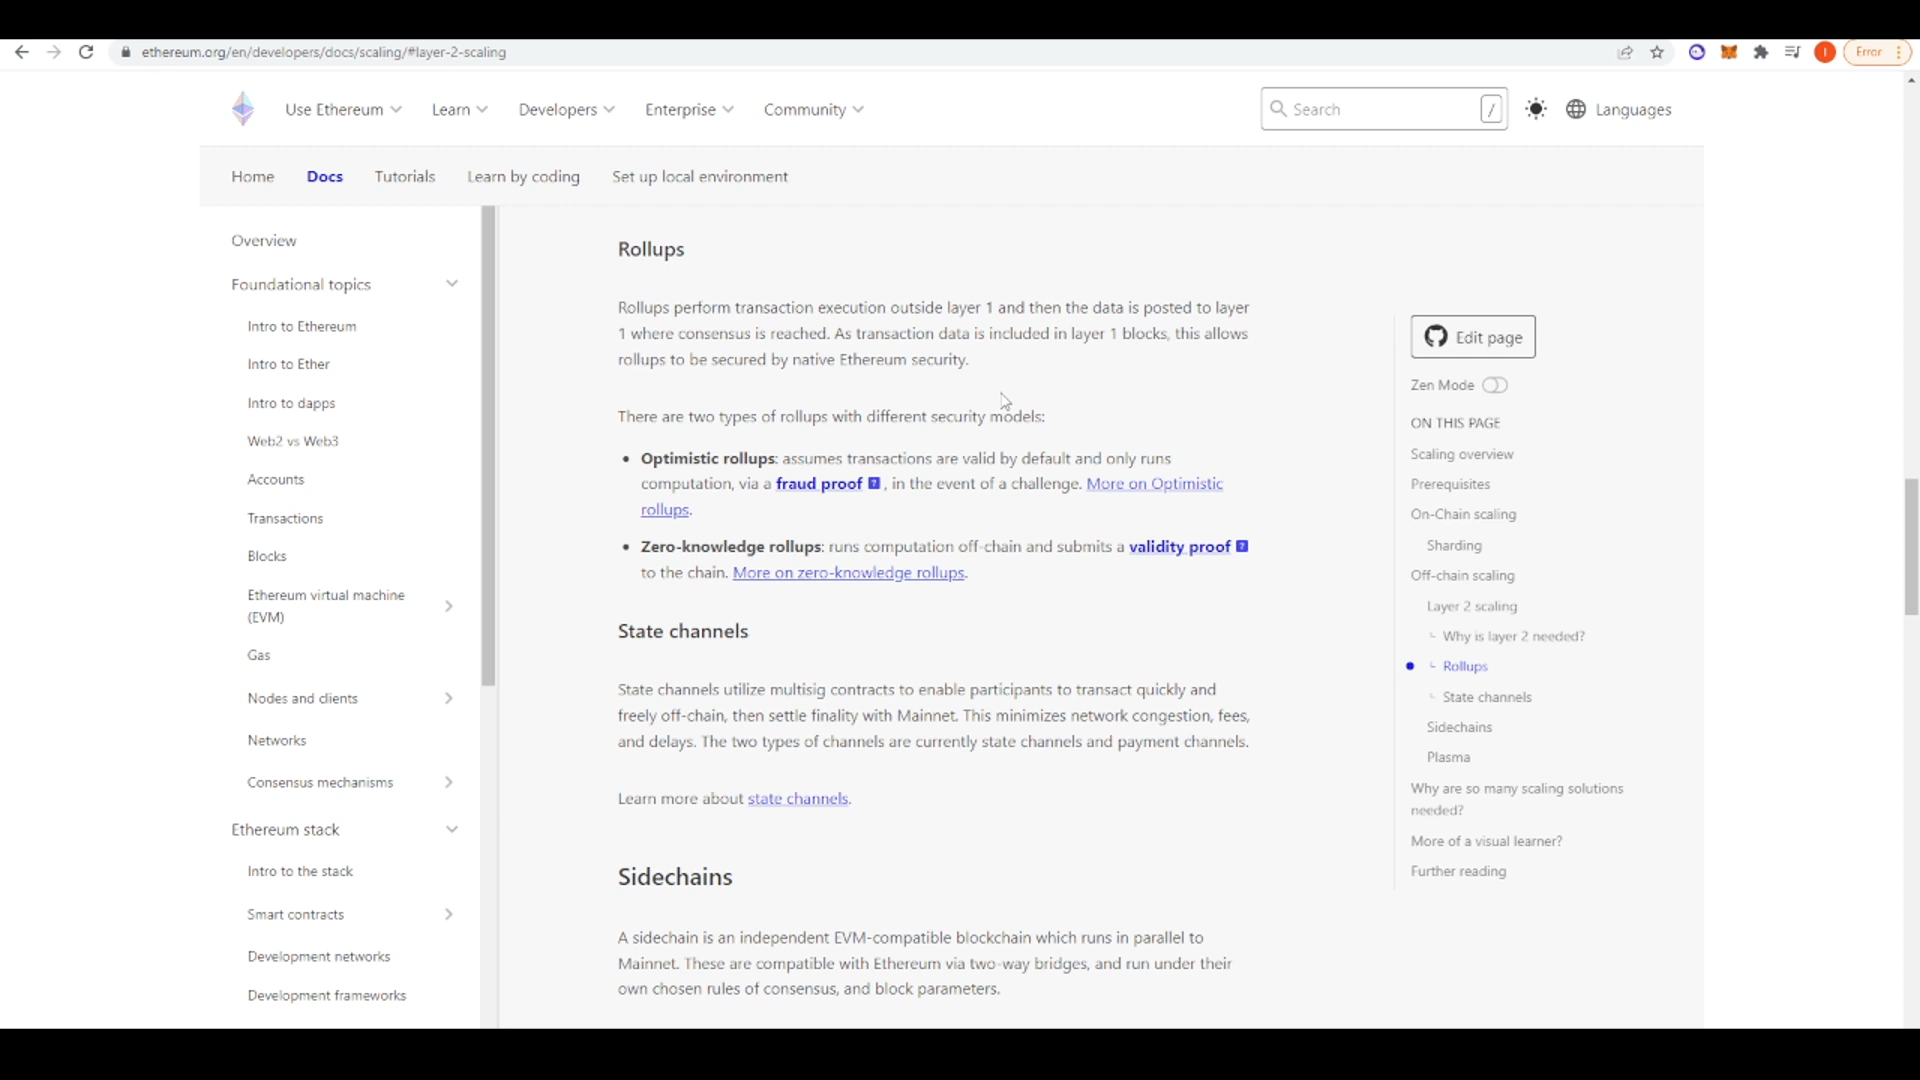 ethereum.org/en/developers/docs/scaling/#layer-2-scaling
I
Error
Use Ethereum
Learn
Developers
Enterprise
Community
Search
/
Languages
Home
Docs
Tutorials
Learn by coding
Set up local environment
Overview
Foundational topics
Intro to Ethereum
Intro to Ether
Intro to dapps
Web2 vs Web3
Accounts
Transactions
Blocks
Ethereum virtual machine
(EVM)
Gas
Nodes and clients
Networks
Consensus mechanisms
Ethereum stack
Intro to the stack
Smart contracts
Development networks
Development frameworks
Rollups
Rollups perform transaction execution outside layer 1 and then the data is posted to layer
1 where consensus is reached. As transaction data is included in layer 1 blocks, this allows
rollups to be secured by native Ethereum security.
There are two types of rollups with different security models:
• Optimistic rollups: assumes transactions are valid by default and only runs
computation, via a fraud proof ?, in the event of a challenge. More on Optimistic
rollups.
• Zero-knowledge rollups: runs computation off-chain and submits a validity proof ?
to the chain. More on zero-knowledge rollups.
State channels
State channels utilize multisig contracts to enable participants to transact quickly and
freely off-chain, then settle finality with Mainnet. This minimizes network congestion, fees,
and delays. The two types of channels are currently state channels and payment channels.
Learn more about state channels.
Sidechains
A sidechain is an independent EVM-compatible blockchain which runs in parallel to
Mainnet. These are compatible with Ethereum via two-way bridges, and run under their
own chosen rules of consensus, and block parameters.
Edit page
Zen Mode
ON THIS PAGE
Scaling overview
Prerequisites
On-Chain scaling
Sharding
Off-chain scaling
Layer 2 scaling
Why is layer 2 needed?
Rollups
State channels
Sidechains
Plasma
Why are so many scaling solutions
needed?
More of a visual learner?
Further reading